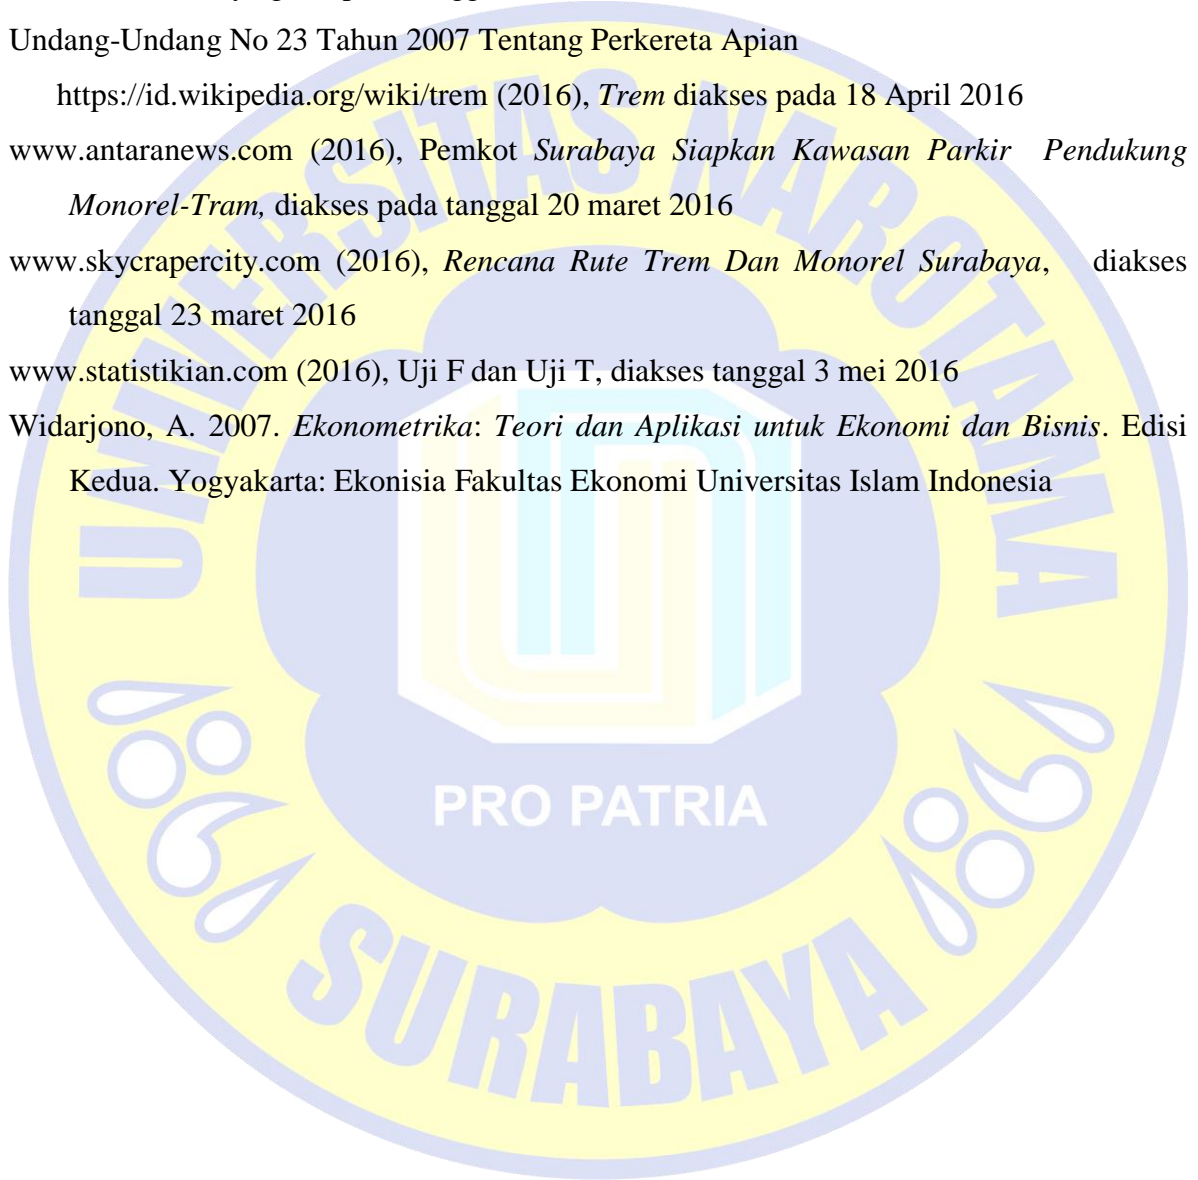 Undang-Undang No 23 Tahun 2007 Tentang Perkereta Apian
https://id.wikipedia.org/wiki/trem (2016), Trem diakses pada 18 April 2016
www.antaranews.com (2016), Pemkot Surabaya Siapkan Kawasan Parkir Pendukung
Monorel-Tram, diakses pada tanggal 20 maret 2016
www.skycrapercity.com (2016), Rencana Rute Trem Dan Monorel Surabaya, diakses
tanggal 23 maret 2016
www.statistikian.com (2016), Uji F dan Uji T, diakses tanggal 3 mei 2016
Widarjono, A. 2007. Ekonometrika: Teori dan Aplikasi untuk Ekonomi dan Bisnis. Edisi
Kedua. Yogyakarta: Ekonisia Fakultas Ekonomi Universitas Islam Indonesia
UNIVERSITAS NAROTAMA
PRO PATRIA
SURABAYA